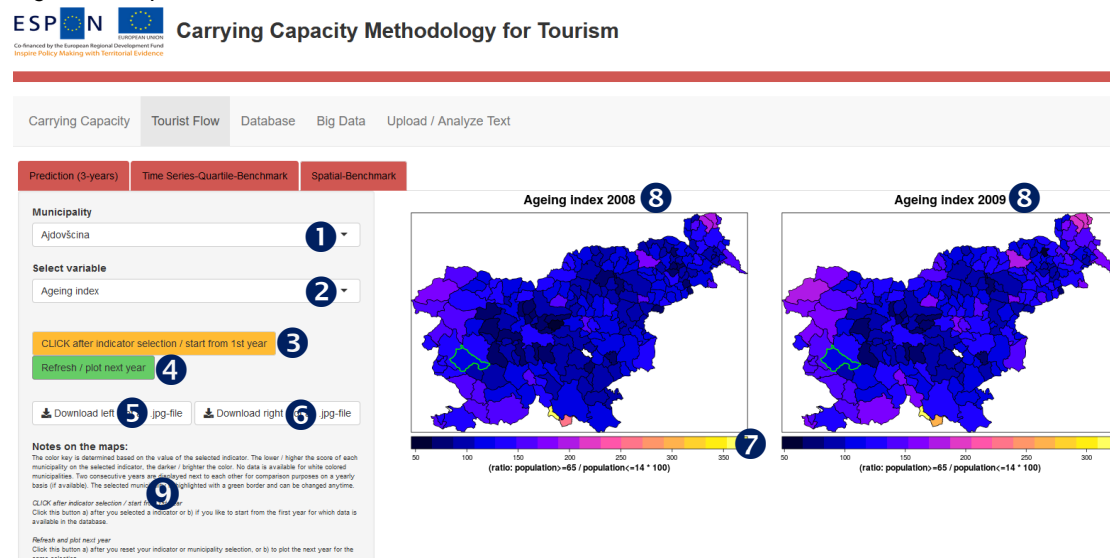 ESP N
EUROPEAN UNION
Co-financed by the European Regional Development Fund
Inspire Policy Making with Territorial Evidence
Carrying Capacity Methodology for Tourism
Carrying Capacity Tourist Flow Database Big Data Upload / Analyze Text
Prediction (3-years) Time Series-Quartile-Benchmark Spatial-Benchmark
Municipality
Ajdovščina 1
Select variable
Ageing index 2
CLICK after indicator selection / start from 1st year 3
Refresh / plot next year 4
Download left 5 .jpg-file Download right 6 .jpg-file
Notes on the maps:
The color key is determined based on the value of the selected indicator. The lower / higher the score of each
municipality on the selected indicator, the darker / brighter the color. No data is available for white colored
municipalities. Two consecutive years are displayed next to each other for comparison purposes on a yearly
basis (if available). The selected highlighted with a green border and can be changed anytime.
9
CLICK after indicator selection / start year
Click this button a) after you selected a indicator or b) if you like to start from the first year for which data is
available in the database.
Refresh and plot next year
Click this button a) after you reset your indicator or municipality selection, or b) to plot the next year for the
Ageing index 2008 8
50 100 150 200 250 300 350 7
(ratio: population>=65 / population<=14 * 100)
Ageing index 2009 8
50 100 150 200 250 300
(ratio: population>=65 / population<=14 * 100)